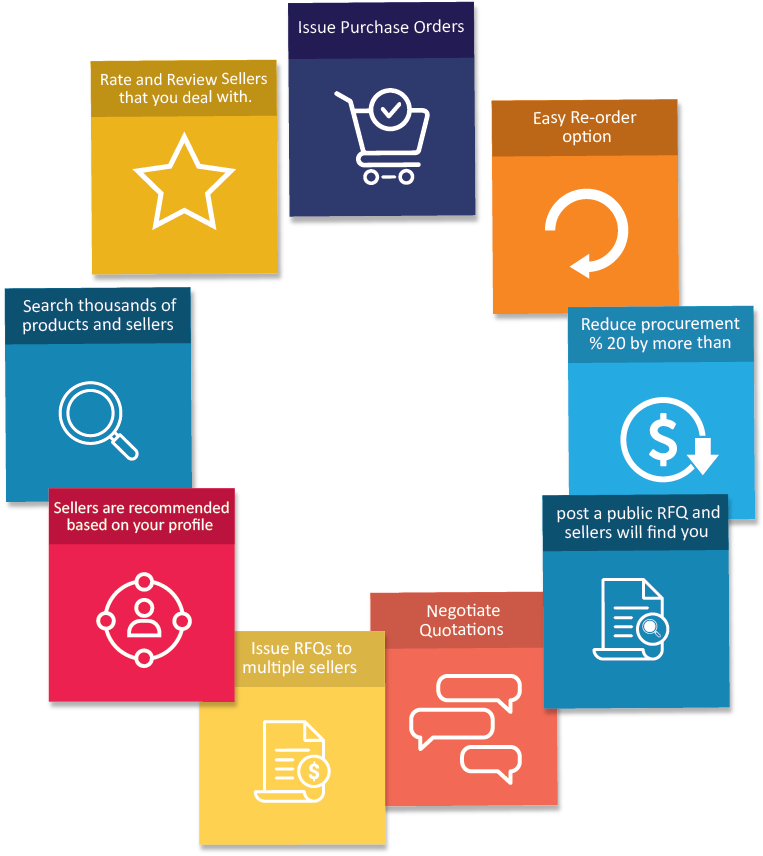 Issue Purchase Orders
Rate and Review Sellers
that you deal with.
Easy Re-order
option
Search thousands of
products and sellers
Reduce procurement
% 20 by more than
$
Sellers are recommended
based on your profile
post a public RFQ and
sellers will find you
Negotiate
Quotations
Issue RFQs to
multiple sellers
$